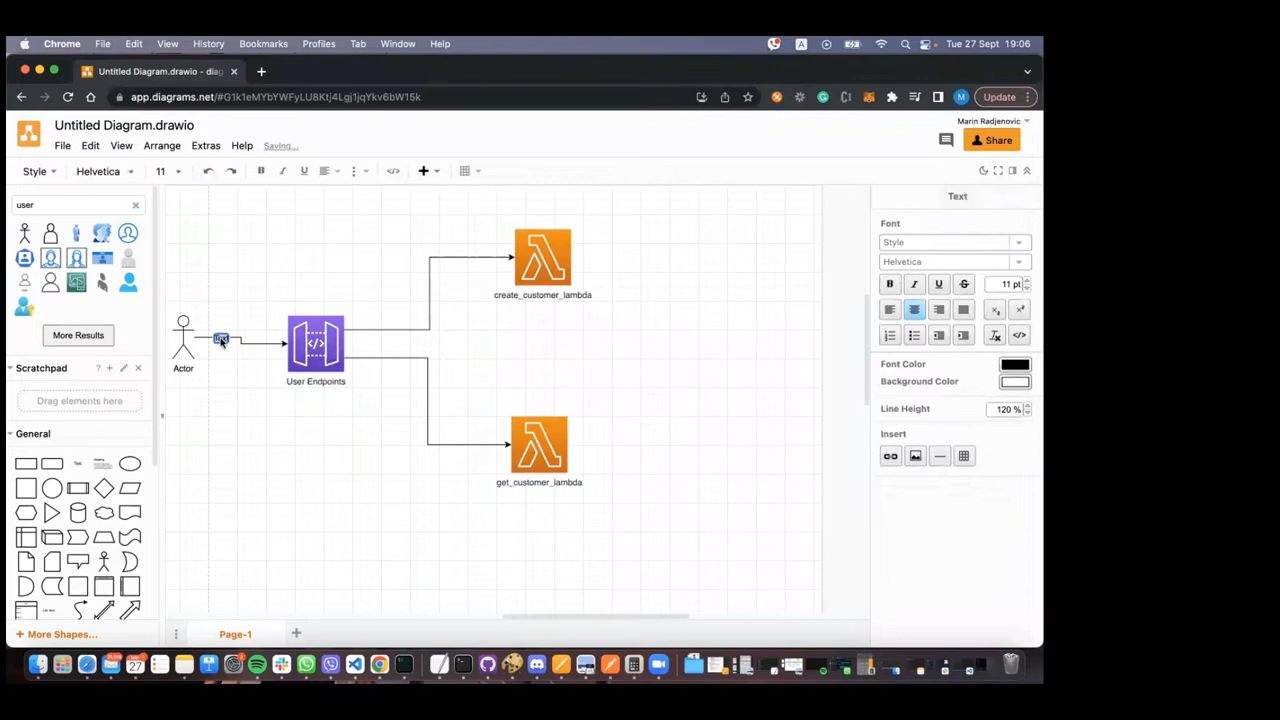 Chrome File Edit View History Bookmarks Profiles Tab Window Help
A
Tue 27 Sept 19:06
Untitled Diagram.drawio - diag
app.diagrams.net/#G1k1eMYbYWFyLU8Ktj4Lgj1jqYkv6bW15k
M
Update
Untitled Diagram.drawio
Marin Radjenovic
File Edit View Arrange Extras Help Saving...
Share
Style Helvetica 11 B I U
user
Text
Font
Style
Helvetica
B I U S 11 pt
More Results
Scratchpad ?
Drag elements here
General
Text
create_customer_lambda
Actor
User Endpoints
get_customer_lambda
Font Color
Background Color
Line Height 120 %
Insert
More Shapes...
Page-1
27